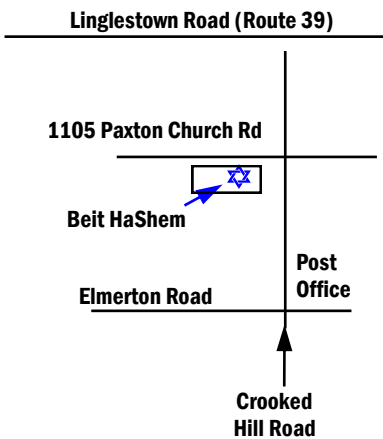 Linglestown Road (Route 39)
1105 Paxton Church Rd
Beit HaShem
Post
Office
Elmerton Road
Crooked
Hill Road